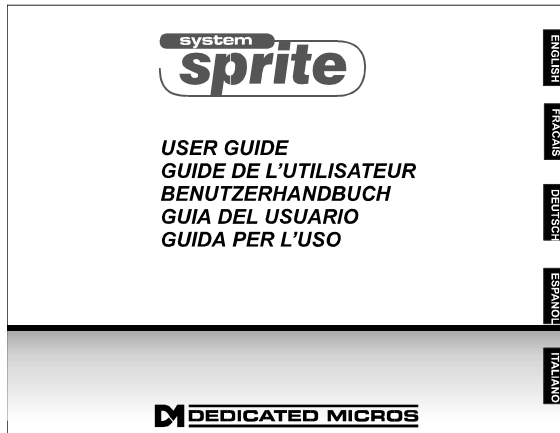 system
sprite
USER GUIDE
GUIDE DE L'UTILISATEUR
BENUTZERHANDBUCH
GUIA DEL USUARIO
GUIDA PER L'USO
ENGLISH
FRACAIS
DEUTSCH
ESPANOL
ITALIANO
DEDICATED MICROS